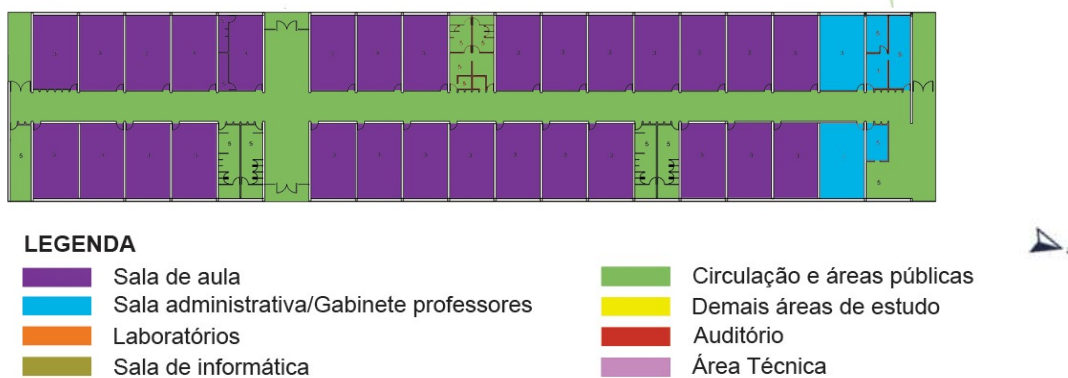 LEGENDA
Sala de aula
Sala administrativa/Gabinete professores
Laboratórios
Sala de informática
Circulação e áreas públicas
Demais áreas de estudo
Auditório
Área Técnica